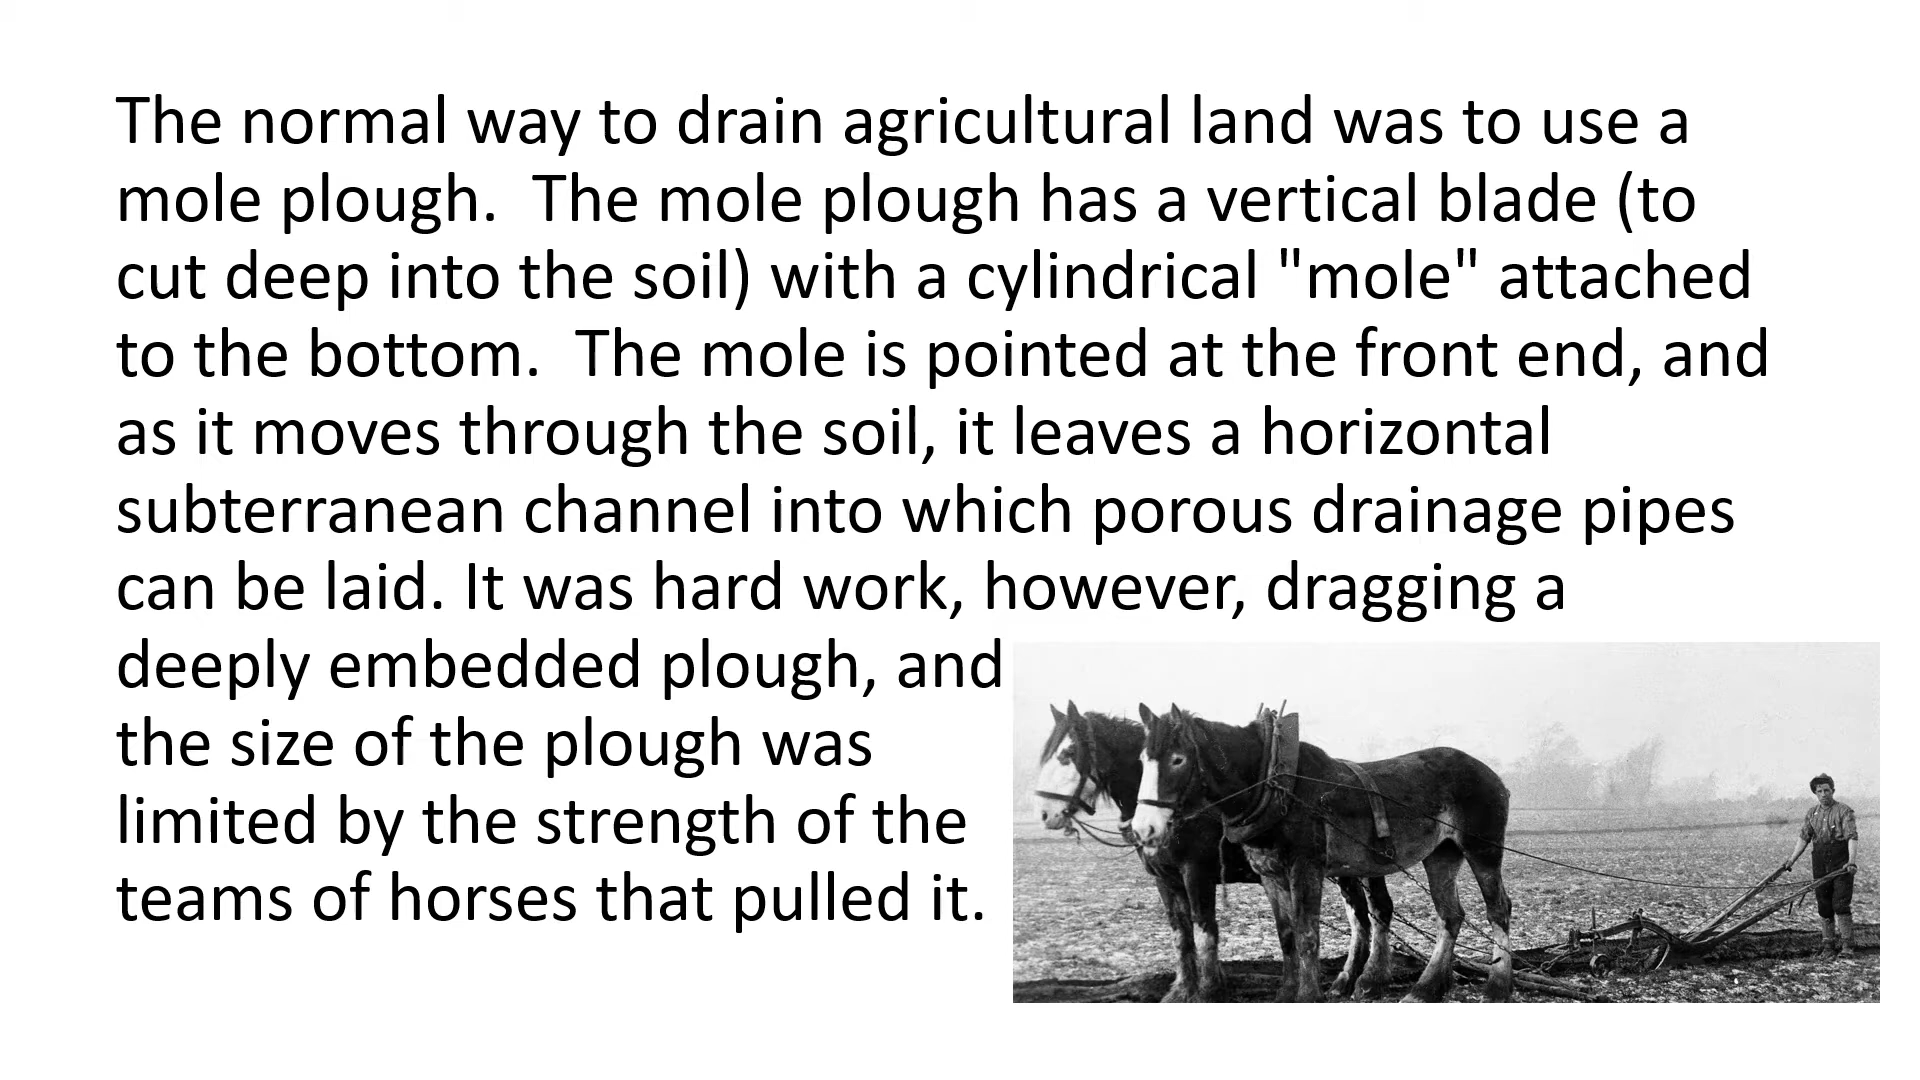 The normal way to drain agricultural land was to use a
mole plough.  The mole plough has a vertical blade (to
cut deep into the soil) with a cylindrical "mole" attached
to the bottom.  The mole is pointed at the front end, and
as it moves through the soil, it leaves a horizontal
subterranean channel into which porous drainage pipes
can be laid. It was hard work, however, dragging a
deeply embedded plough, and
the size of the plough was
limited by the strength of the
teams of horses that pulled it.